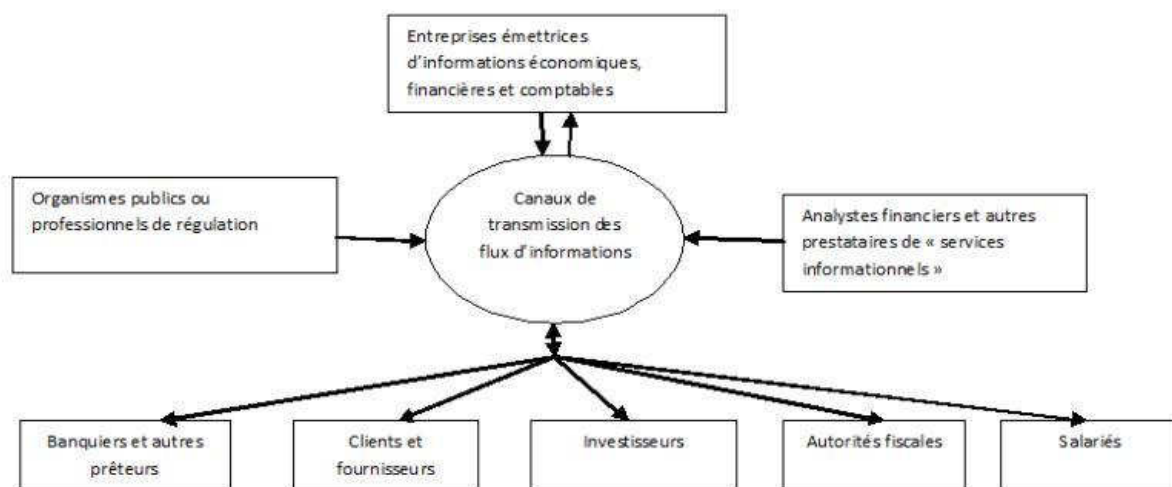 Entreprises émettrices
d'informations économiques,
financières et comptables
Organismes publics ou
professionnels de régulation
Canaux de
transmission des
flux d'informations
Analystes financiers et autres
prestataires de « services
informationnels »
Banquiers et autres
prêteurs
Clients et
fournisseurs
Investisseurs
Autorités fiscales
Salariés